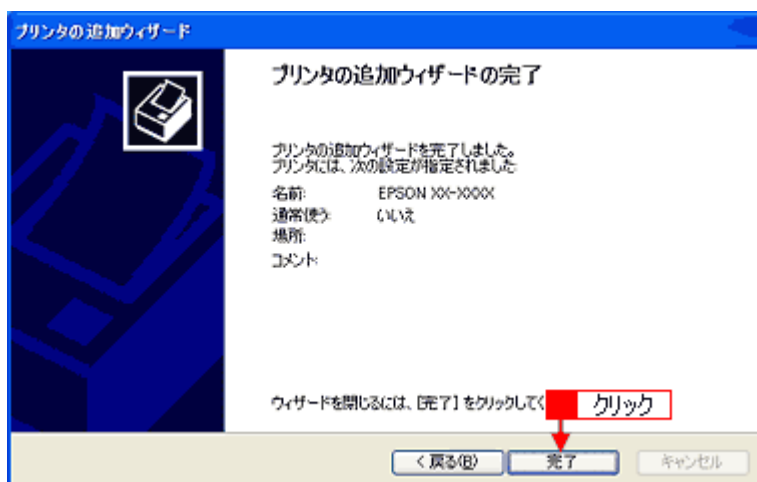 プリンタの追加ウィザード
プリンタの追加ウィザードの完了
プリンタの追加ウィザードを完了しました。
プリンタには、次の設定が指定されました
名前: EPSON XX-XXXX
通常使う: いいえ
場所:
コメント:
ウィザードを閉じるには、[完了] をクリックしてく
クリック
< 戻る(B) 完了 キャンセル